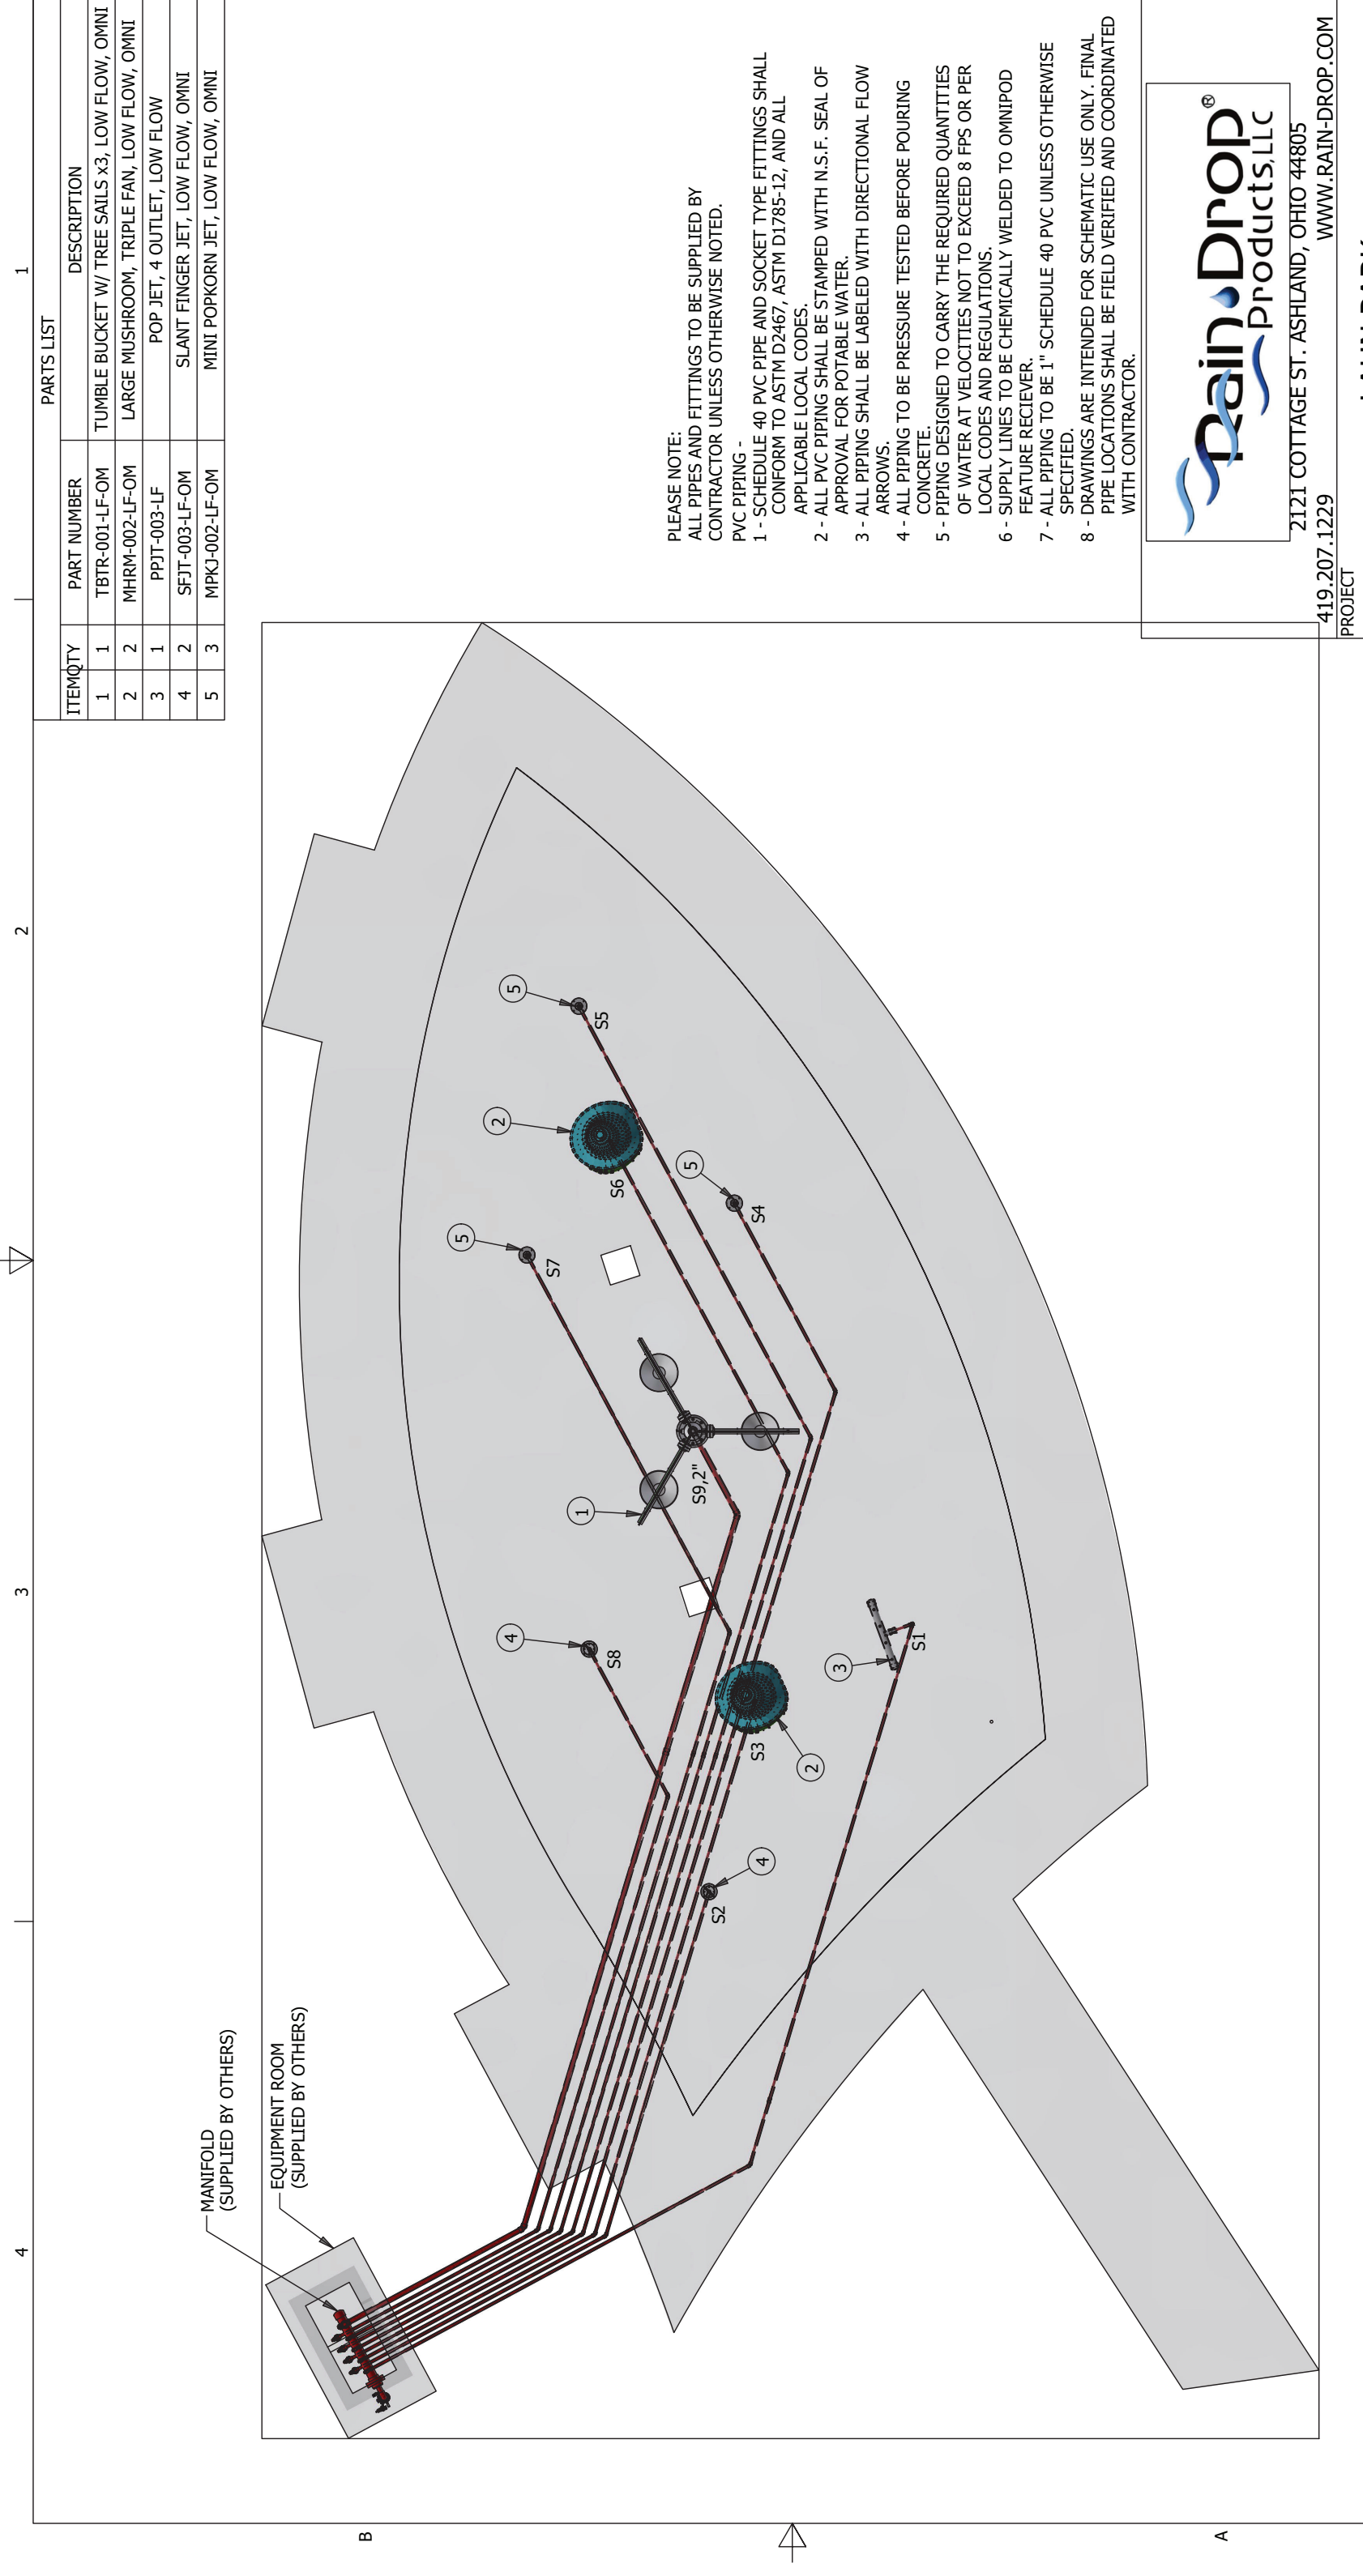 PARTS LIST
ITEM QTY PART NUMBER DESCRIPTION
1 1 TBTR-001-LF-OM TUMBLE BUCKET W/ TREE SAILS x3, LOW FLOW, OMNI
2 2 MHRM-002-LF-OM LARGE MUSHROOM, TRIPLE FAN, LOW FLOW, OMNI
3 1 PPJT-003-LF POP JET, 4 OUTLET, LOW FLOW
4 2 SFJT-003-LF-OM SLANT FINGER JET, LOW FLOW, OMNI
5 3 MPKJ-002-LF-OM MINI POPKORN JET, LOW FLOW, OMNI
4
3
2
1
B
A
MANIFOLD
(SUPPLIED BY OTHERS)
EQUIPMENT ROOM
(SUPPLIED BY OTHERS)
5
S7
2
S6
5
S5
4
S8
1
S9,2"
5
S4
4
S2
2
S3
3
S1
PLEASE NOTE:
ALL PIPES AND FITTINGS TO BE SUPPLIED BY
CONTRACTOR UNLESS OTHERWISE NOTED.
PVC PIPING -
1 - SCHEDULE 40 PVC PIPE AND SOCKET TYPE FITTINGS SHALL
CONFORM TO ASTM D2467, ASTM D1785-12, AND ALL
APPLICABLE LOCAL CODES.
2 - ALL PVC PIPING SHALL BE STAMPED WITH N.S.F. SEAL OF
APPROVAL FOR POTABLE WATER.
3 - ALL PIPING SHALL BE LABELED WITH DIRECTIONAL FLOW
ARROWS.
4 - ALL PIPING TO BE PRESSURE TESTED BEFORE POURING
CONCRETE.
5 - PIPING DESIGNED TO CARRY THE REQUIRED QUANTITIES
OF WATER AT VELOCITIES NOT TO EXCEED 8 FPS OR PER
LOCAL CODES AND REGULATIONS.
6 - SUPPLY LINES TO BE CHEMICALLY WELDED TO OMNIPOD
FEATURE RECIEVER.
7 - ALL PIPING TO BE 1" SCHEDULE 40 PVC UNLESS OTHERWISE
SPECIFIED.
8 - DRAWINGS ARE INTENDED FOR SCHEMATIC USE ONLY. FINAL
PIPE LOCATIONS SHALL BE FIELD VERIFIED AND COORDINATED
WITH CONTRACTOR.
Rain Drop®
Products,LLC
2121 COTTAGE ST. ASHLAND, OHIO 44805
419.207.1229 WWW.RAIN-DROP.COM
PROJECT